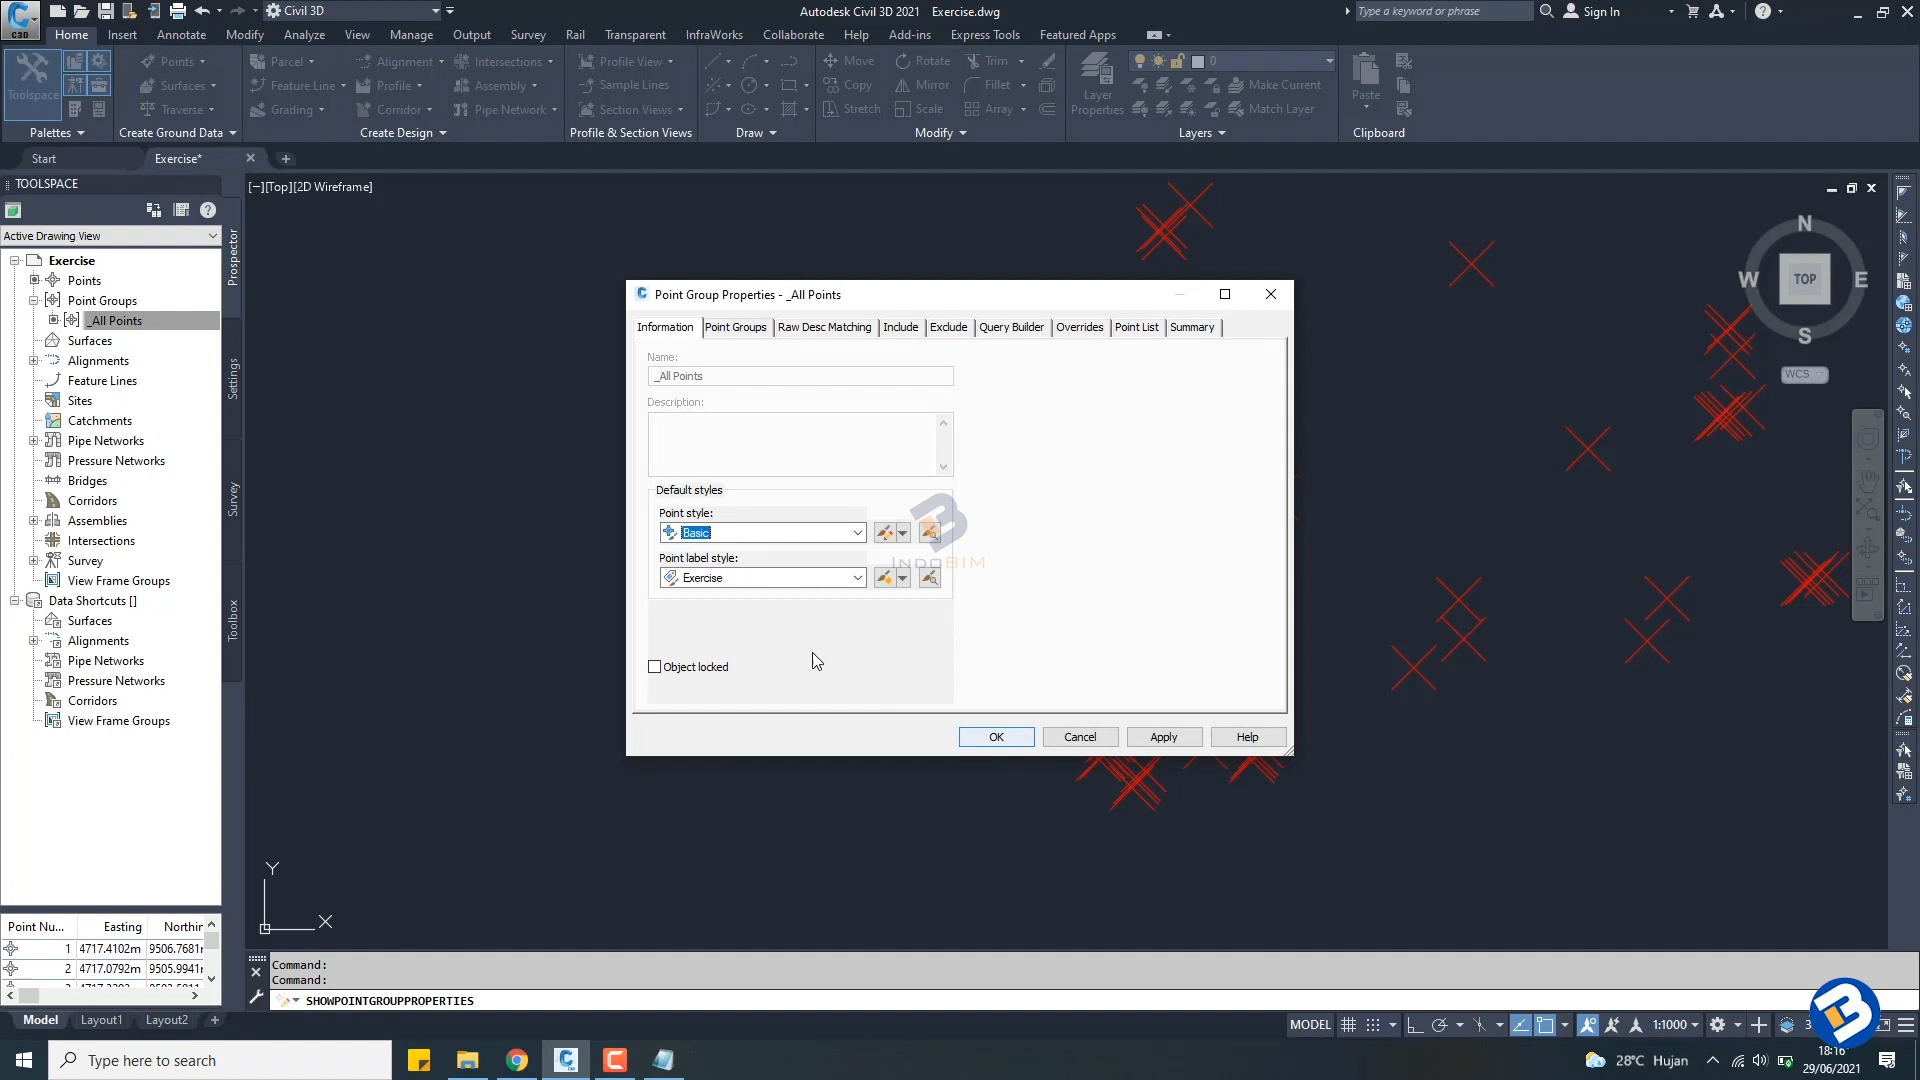 Civil 3D
Autodesk Civil 3D 2021 Exercise.dwg
Type a keyword or phrase
Sign In
C3D
Home Insert Annotate Modify Analyze View Manage Output Survey Rail Transparent InfraWorks Collaborate Help Add-ins Express Tools Featured Apps
Toolspace
Points
Surfaces
Traverse
Parcel
Feature Line
Grading
Alignment
Profile
Corridor
Intersections
Assembly
Pipe Network
Profile View
Sample Lines
Section Views
Move
Copy
Stretch
Rotate
Mirror
Scale
Trim
Fillet
Array
Layer
Properties
0
Make Current
Match Layer
Paste
Palettes
Create Ground Data
Create Design
Profile & Section Views
Draw
Modify
Layers
Clipboard
Start
Exercise*
TOOLSPACE
Active Drawing View
Exercise
Points
Point Groups
_All Points
Surfaces
Alignments
Feature Lines
Sites
Catchments
Pipe Networks
Pressure Networks
Bridges
Corridors
Assemblies
Intersections
Survey
View Frame Groups
Data Shortcuts []
Surfaces
Alignments
Pipe Networks
Pressure Networks
Corridors
View Frame Groups
Prospector
Settings
Survey
Toolbox
Point Nu... Easting
1 4717.4102m
2 4717.0792m
[−][Top][2D Wireframe]
N
W TOP E
S
WCS
Point Group Properties - _All Points
Information Point Groups Raw Desc Matching Include Exclude Query Builder Overrides Point List Summary
Name:
_All Points
Description:
Default styles
Point style:
Basic
Point label style:
Exercise
INDOBIM
Object locked
OK Cancel Apply Help
Y
X
Command:
Command:
SHOWPOINTGROUPPROPERTIES
Model Layout1 Layout2
MODEL
1:1000
Type here to search
28°C Hujan
18:16
29/06/2021